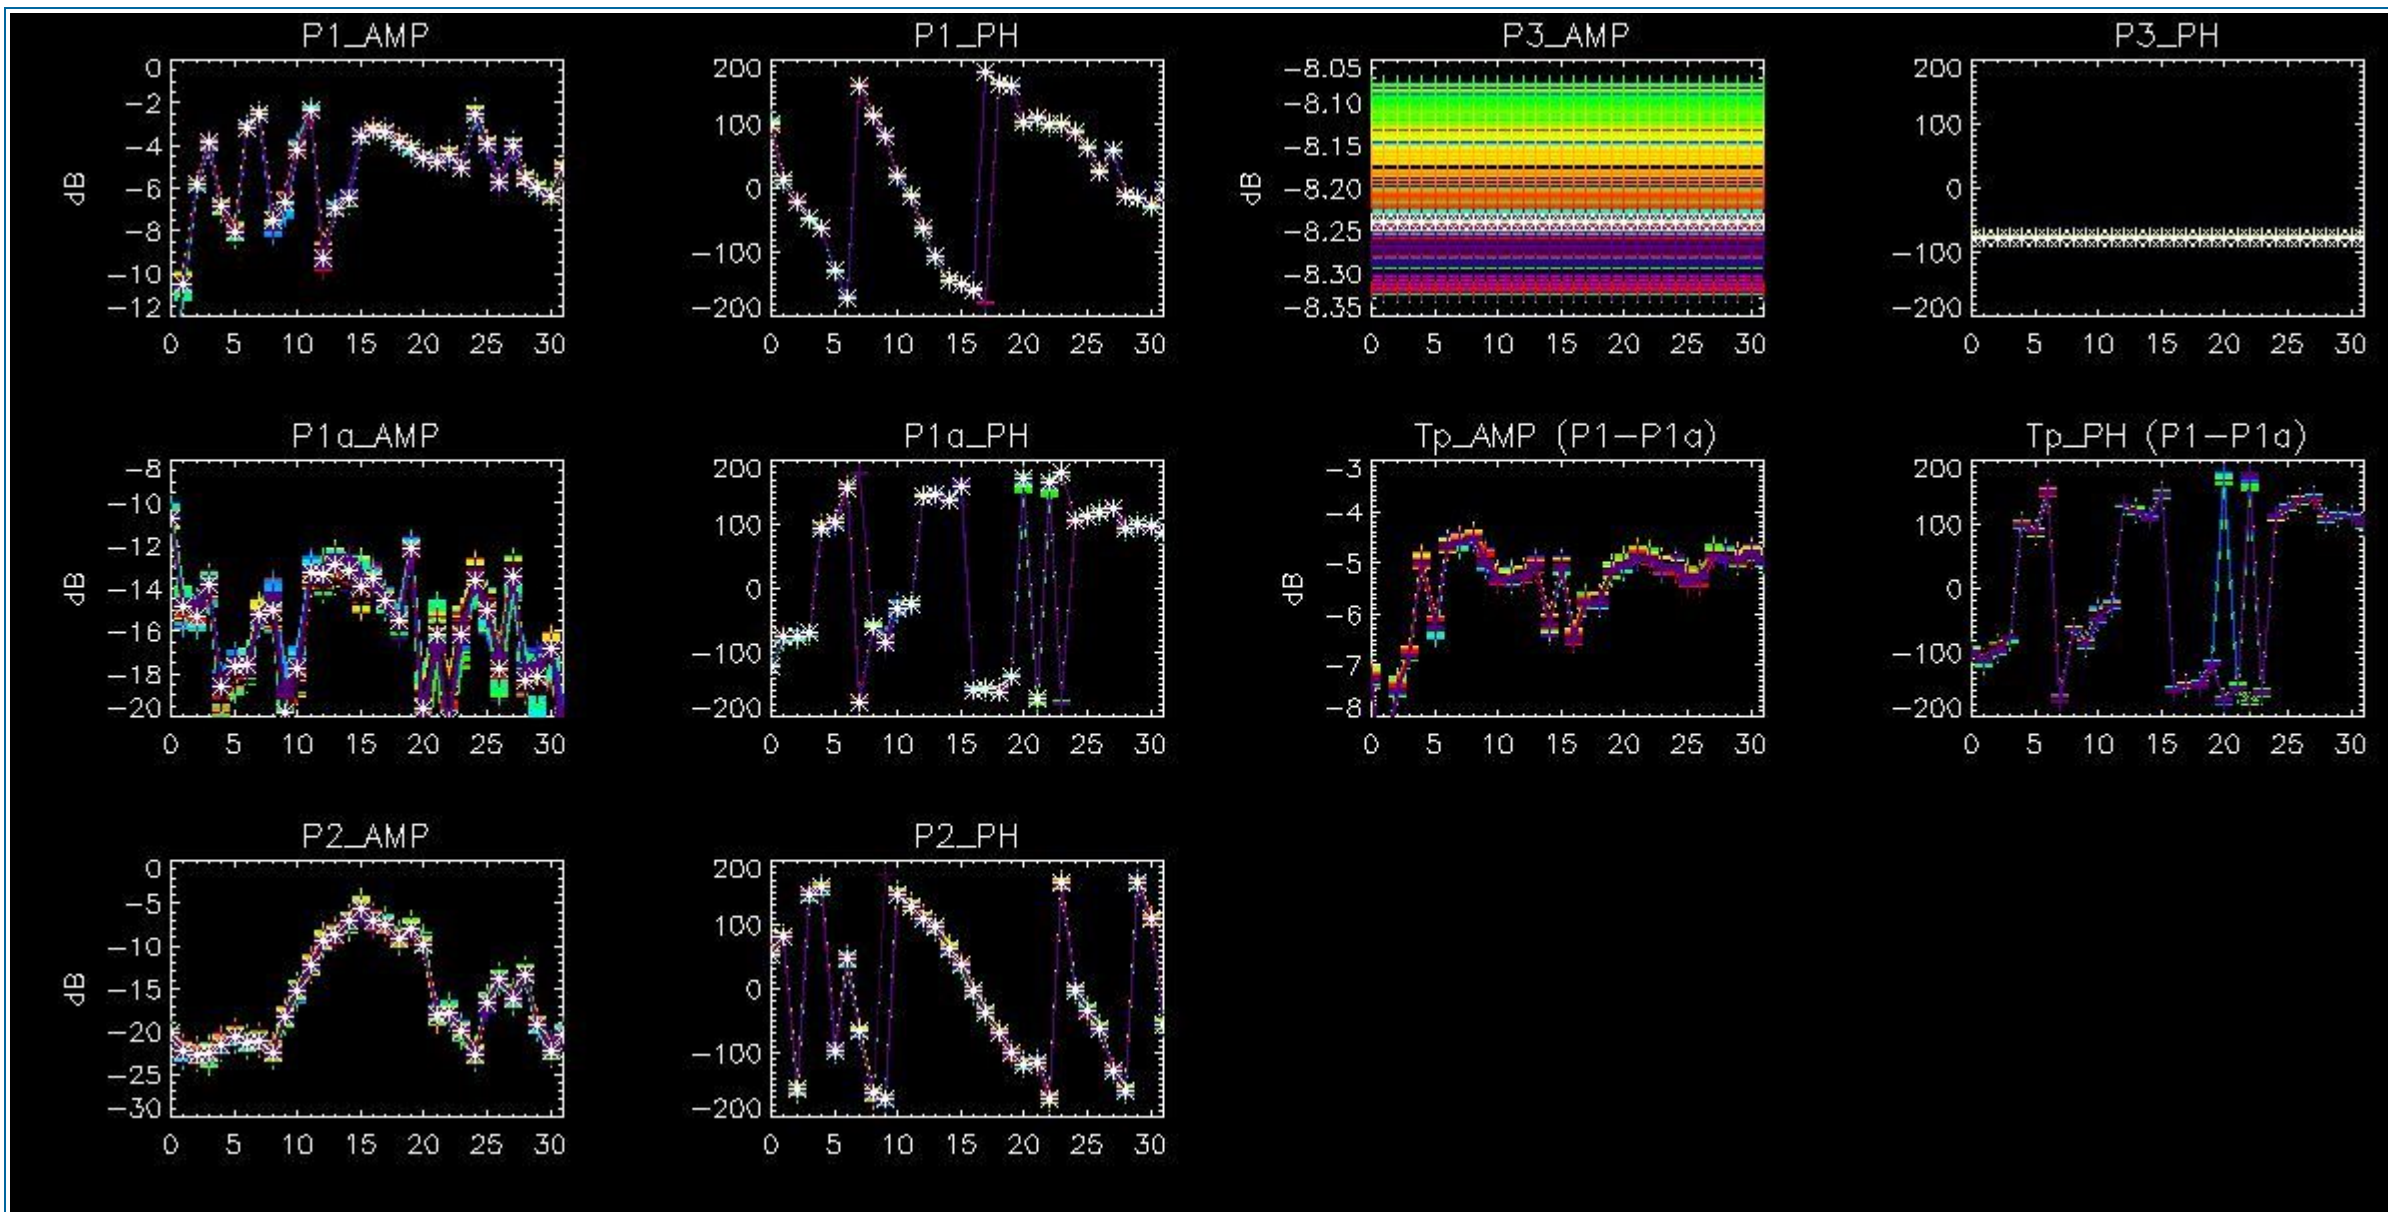 P1_AMP
P1_PH
P3_AMP
P3_PH
dB
0
−2
−4
−6
−8
−10
−12
0 5 10 15 20 25 30
200
100
0
−100
−200
0 5 10 15 20 25 30
dB
−8.05
−8.10
−8.15
−8.20
−8.25
−8.30
−8.35
0 5 10 15 20 25 30
200
100
0
−100
−200
0 5 10 15 20 25 30
P1a_AMP
P1a_PH
Tp_AMP (P1−P1a)
Tp_PH (P1−P1a)
dB
−8
−10
−12
−14
−16
−18
−20
0 5 10 15 20 25 30
200
100
0
−100
−200
0 5 10 15 20 25 30
dB
−3
−4
−5
−6
−7
−8
0 5 10 15 20 25 30
200
100
0
−100
−200
0 5 10 15 20 25 30
P2_AMP
P2_PH
dB
0
−5
−10
−15
−20
−25
−30
0 5 10 15 20 25 30
200
100
0
−100
−200
0 5 10 15 20 25 30